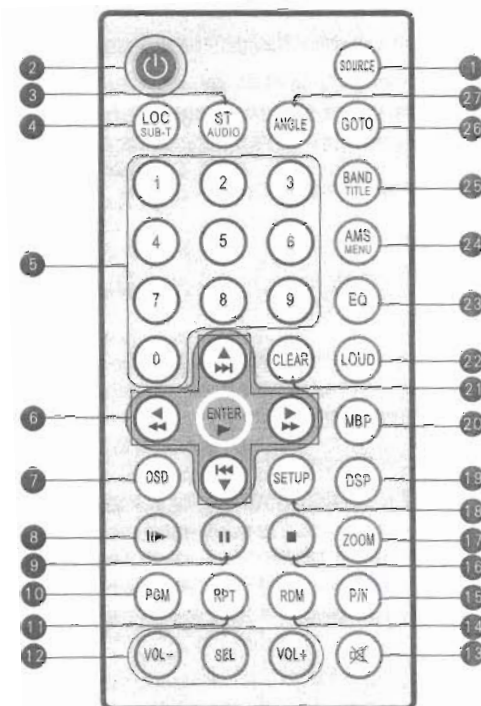 2 SOURCE 1
3 27
4 LOC SUB-T ST AUDIO ANGLE GOTO 26
1 2 3 BAND TITLE 25
4 5 6 AMS MENU 24
5
7 8 9 EQ 23
0 CLEAR LOUD 22
21
6 ENTER MBP 20
7 OSD SETUP DSP 19
18
8 ZOOM 17
9 16
10 PGM RPT RDM P/N 15
11 14
12 VOL- SEL VOL+ 13